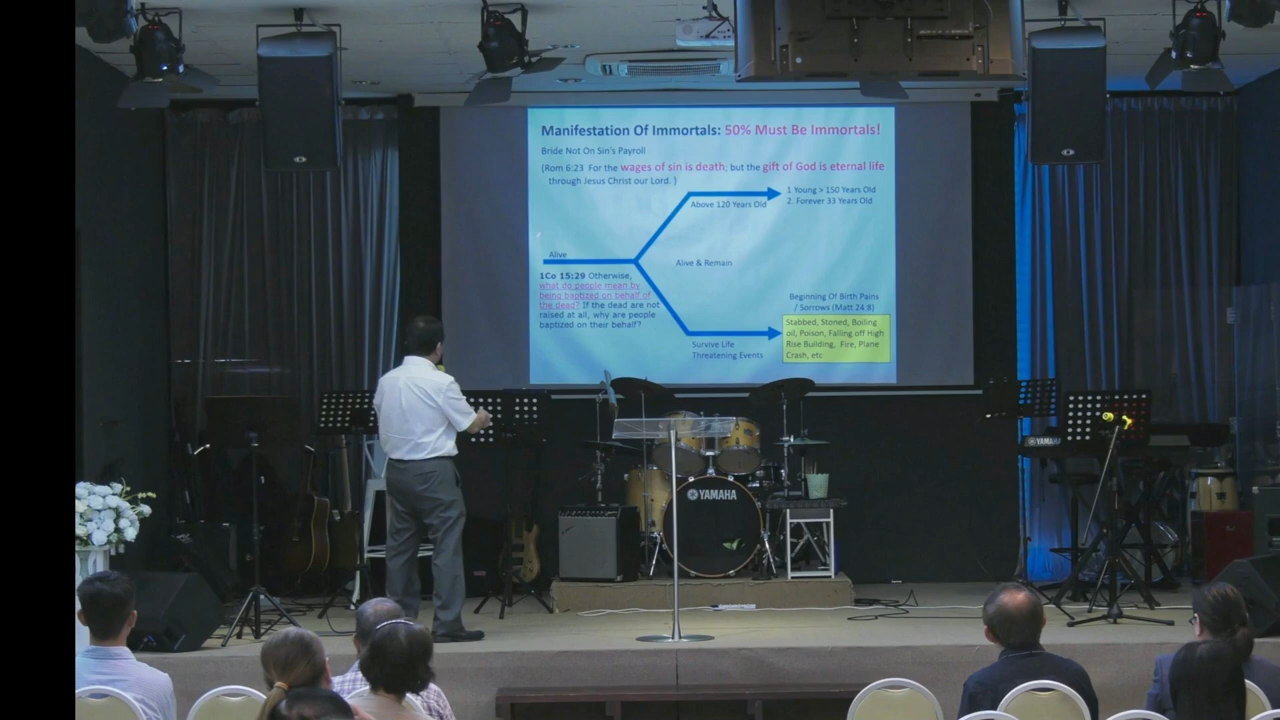 Manifestation Of Immortals: 50% Must Be Immortals!
Bride Not On Sin's Payroll
(Rom 6:23 For the wages of sin is death; but the gift of God is eternal life
through Jesus Christ our Lord. )
1. Young > 150 Years Old
2. Forever 33 Years Old
Above 120 Years Old
Alive
Alive & Remain
1Co 15:29 Otherwise,
what do people mean by
being baptized on behalf of
the dead? If the dead are not
raised at all, why are people
baptized on their behalf?
Beginning Of Birth Pains
/ Sorrows (Matt 24:8)
Stabbed, Stoned, Boiling
oil, Poison, Falling off High
Rise Building, Fire, Plane
Crash, etc
Survive Life
Threatening Events
YAMAHA
YAMAHA